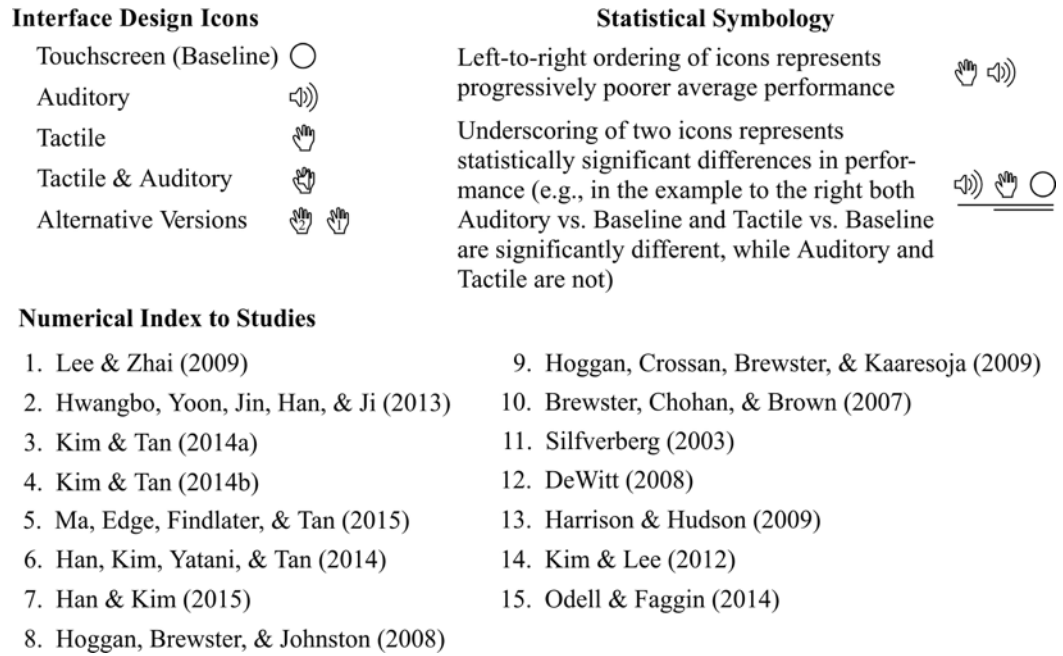 Interface Design Icons
Touchscreen (Baseline)
Auditory
Tactile
Tactile & Auditory
Alternative Versions 2 1
Statistical Symbology
Left-to-right ordering of icons represents
progressively poorer average performance
Underscoring of two icons represents
statistically significant differences in perfor-
mance (e.g., in the example to the right both
Auditory vs. Baseline and Tactile vs. Baseline
are significantly different, while Auditory and
Tactile are not)
Numerical Index to Studies
1. Lee & Zhai (2009)
2. Hwangbo, Yoon, Jin, Han, & Ji (2013)
3. Kim & Tan (2014a)
4. Kim & Tan (2014b)
5. Ma, Edge, Findlater, & Tan (2015)
6. Han, Kim, Yatani, & Tan (2014)
7. Han & Kim (2015)
8. Hoggan, Brewster, & Johnston (2008)
9. Hoggan, Crossan, Brewster, & Kaaresoja (2009)
10. Brewster, Chohan, & Brown (2007)
11. Silfverberg (2003)
12. DeWitt (2008)
13. Harrison & Hudson (2009)
14. Kim & Lee (2012)
15. Odell & Faggin (2014)